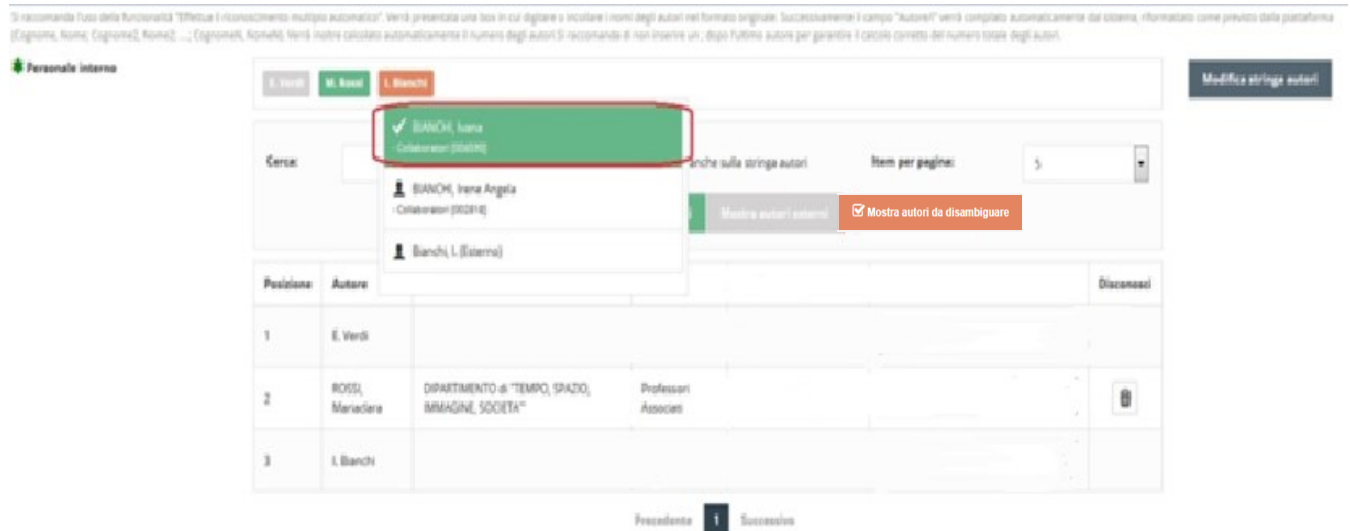 Si raccomanda l'uso della funzionalità "Effettua il riconoscimento multiplo automatico". Verrà presentata una box in cui digitare o incollare i nomi degli autori nel formato originale. Successivamente il campo "Autore/i" verrà compilato automaticamente dal sistema, riformattato come previsto dalla piattaforma
(Cognome, Nome; Cognome2, Nome2; ...; CognomeN, NomeN). Verrà inoltre calcolato automaticamente il numero degli autori.Si raccomanda di non inserire un ; dopo l'ultimo autore per garantire il calcolo corretto del numero totale degli autori.
Personale interno
E. Verdi M. Rossi I. Bianchi
Modifica stringa autori
BIANCHI, Ivana
- Collaboratori
Cerca: anche sulla stringa autori Item per pagina: 5
BIANCHI, Irene Angela
- Collaboratori [002818]
Mostra autori esterni Mostra autori da disambiguare
Bianchi, I. (Esterno)
Posizione Autore Disconosci
1 E. Verdi
2 ROSSI, Mariaclara DIPARTIMENTO di "TEMPO, SPAZIO, IMMAGINE, SOCIETA'" Professori Associati
3 I. Bianchi
Precedente 1 Successivo